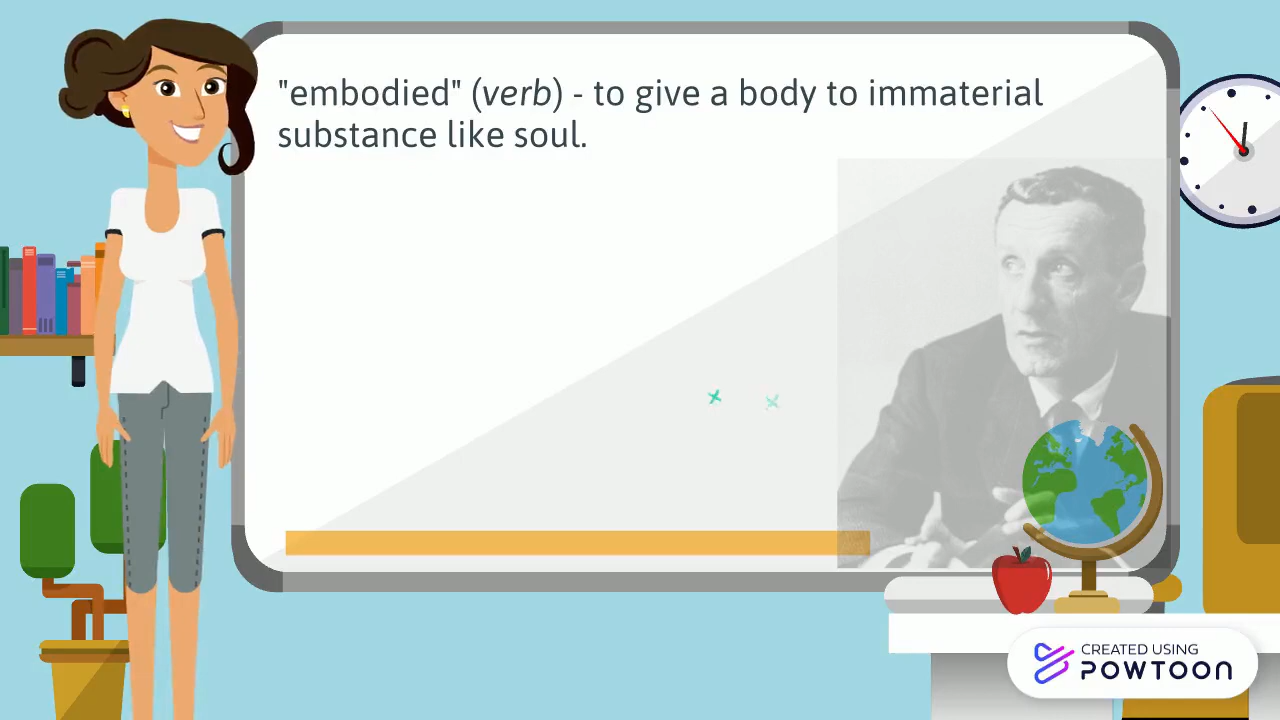 "embodied" (verb) - to give a body to immaterial
substance like soul.
CREATED USING
POWTOON